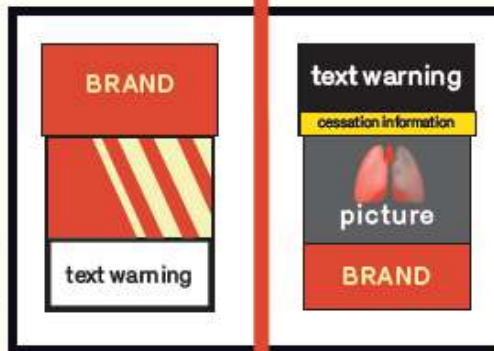 BRAND
text warning
text warning
cessation information
picture
BRAND